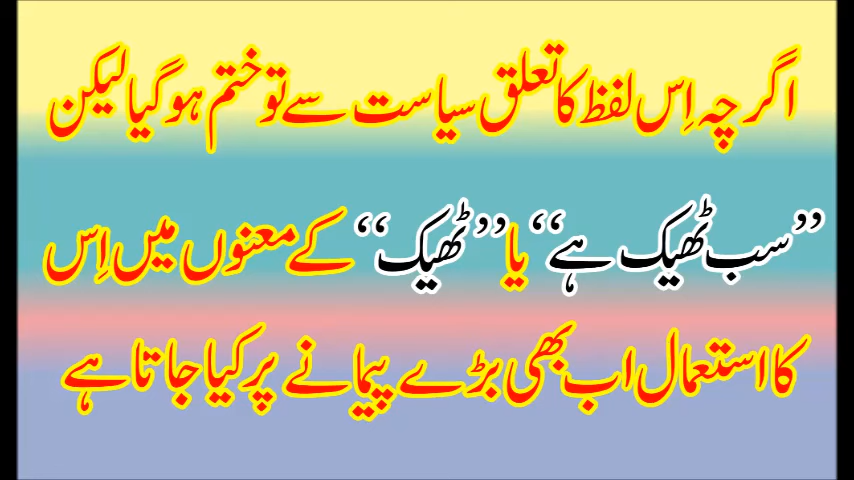 اگرچہ اِس لفظ کا تعلق سیاست سے تو ختم ہو گیا لیکن
”سب ٹھیک ہے“ یا ”ٹھیک“ کے معنوں میں اِس
کا استعمال اب بھی بڑے پیمانے پر کیا جاتا ہے